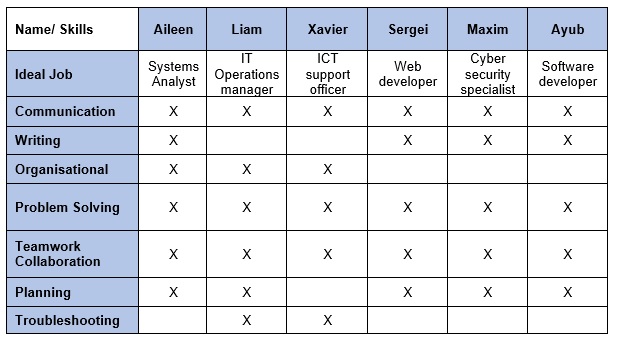 Name/ Skills Aileen Liam Xavier Sergei Maxim Ayub
Ideal Job Systems Analyst IT Operations manager ICT support officer Web developer Cyber security specialist Software developer
Communication X X X X X X
Writing X X X X
Organisational X X X
Problem Solving X X X X X X
Teamwork Collaboration X X X X X X
Planning X X X X X
Troubleshooting X X